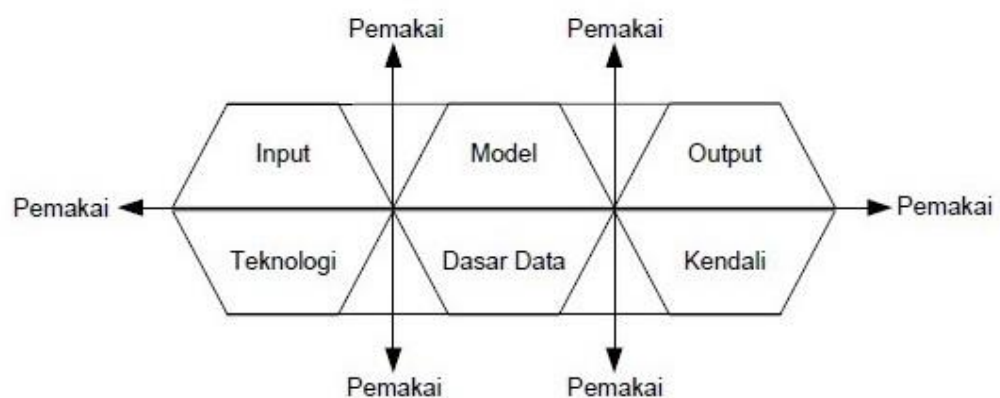 Pemakai Pemakai
Input Model Output
Pemakai Pemakai
Teknologi Dasar Data Kendali
Pemakai Pemakai